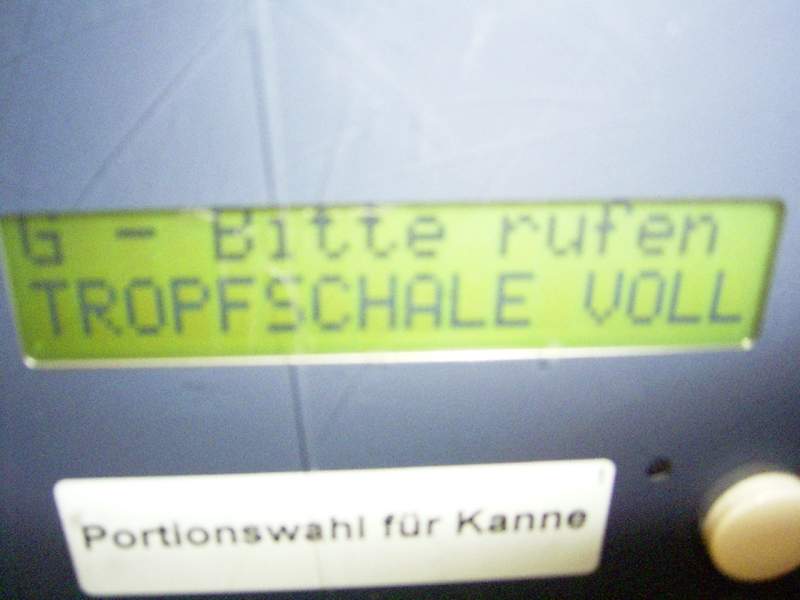 G - Bitte rufen
TROPFSCHALE VOLL
Portionswahl für Kanne